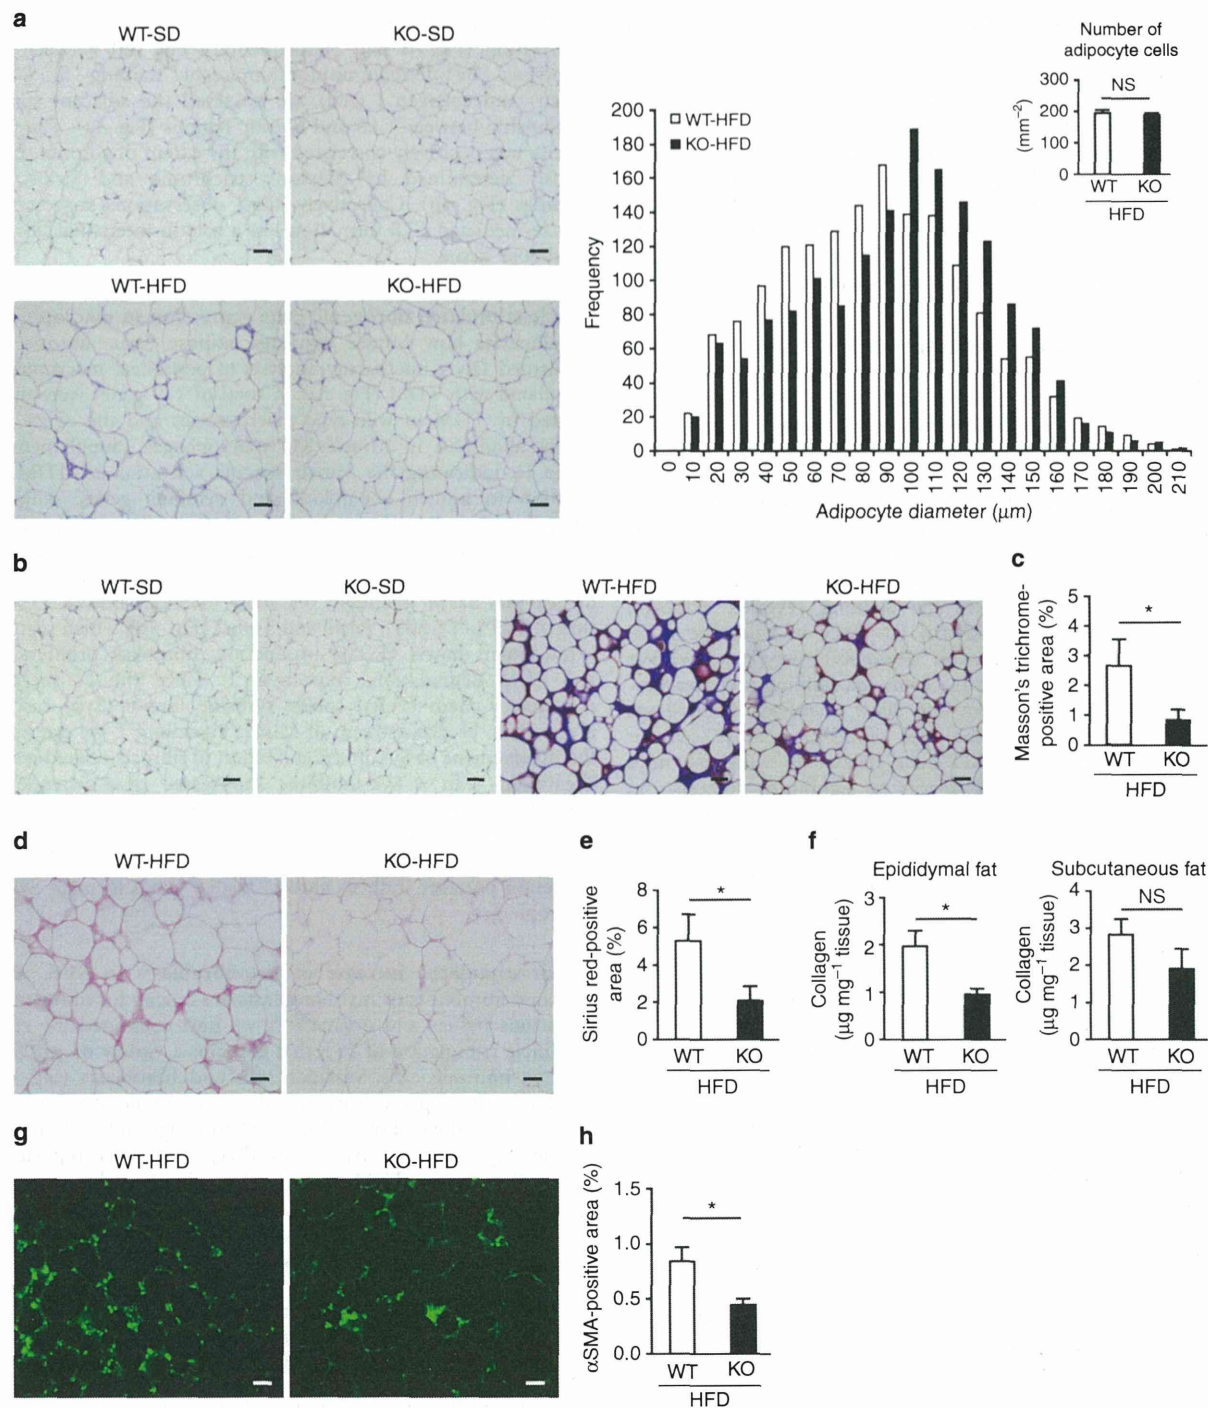 a
WT-SD
KO-SD
WT-HFD
KO-HFD
Frequency
200
180
160
140
120
100
80
60
40
20
0
WT-HFD
KO-HFD
0 10 20 30 40 50 60 70 80 90 100 110 120 130 140 150 160 170 180 190 200 210
Adipocyte diameter (μm)
Number of
adipocyte cells
(mm⁻²)
300
200
100
0
NS
WT KO
HFD
b
WT-SD
KO-SD
WT-HFD
KO-HFD
c
Masson's trichrome-
positive area (%)
5
4
3
2
1
0
*
WT KO
HFD
d
WT-HFD
KO-HFD
e
Sirius red-positive
area (%)
8
6
4
2
0
*
WT KO
HFD
f
Epididymal fat
Collagen
(μg mg⁻¹ tissue)
3
2
1
0
*
WT KO
HFD
Subcutaneous fat
Collagen
(μg mg⁻¹ tissue)
4
3
2
1
0
NS
WT KO
HFD
g
WT-HFD
KO-HFD
h
αSMA-positive area (%)
1.5
1.0
0.5
0.0
*
WT KO
HFD